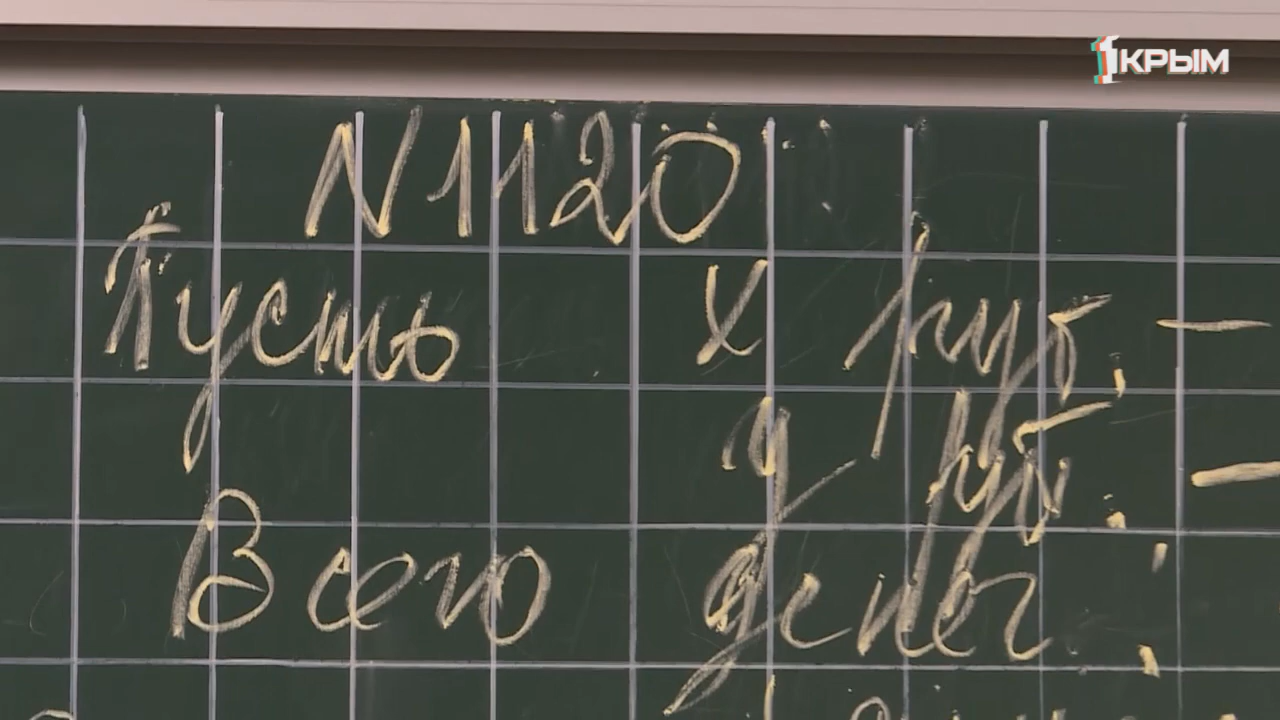 1КРЫМ
N1120
Пусть x руб. —
y руб. —
Всего денег: